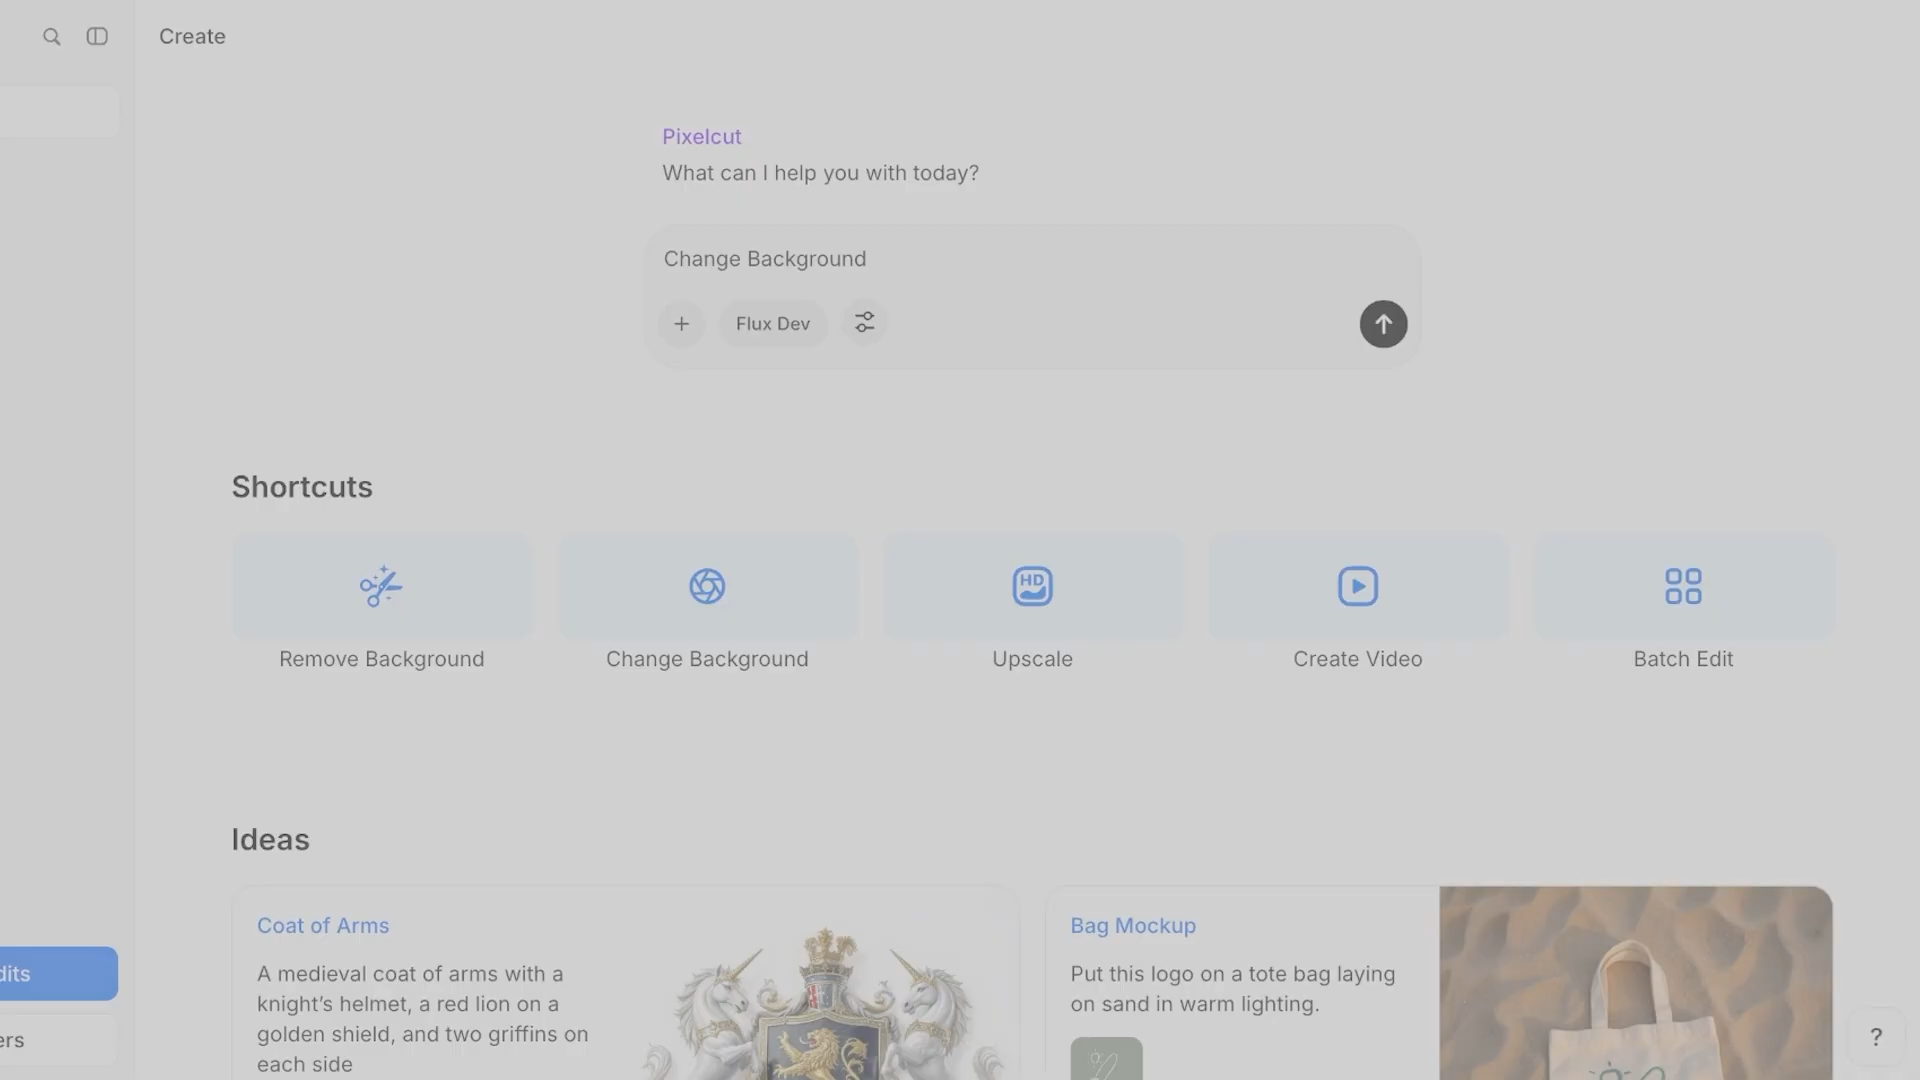 Create
Pixelcut
What can I help you with today?
Change Background
Flux Dev
Shortcuts
HD
Remove Background
Change Background
Upscale
Create Video
Batch Edit
Ideas
Coat of Arms
A medieval coat of arms with a
knight’s helmet, a red lion on a
golden shield, and two griffins on
each side
Bag Mockup
Put this logo on a tote bag laying
on sand in warm lighting.
dits
ers
?